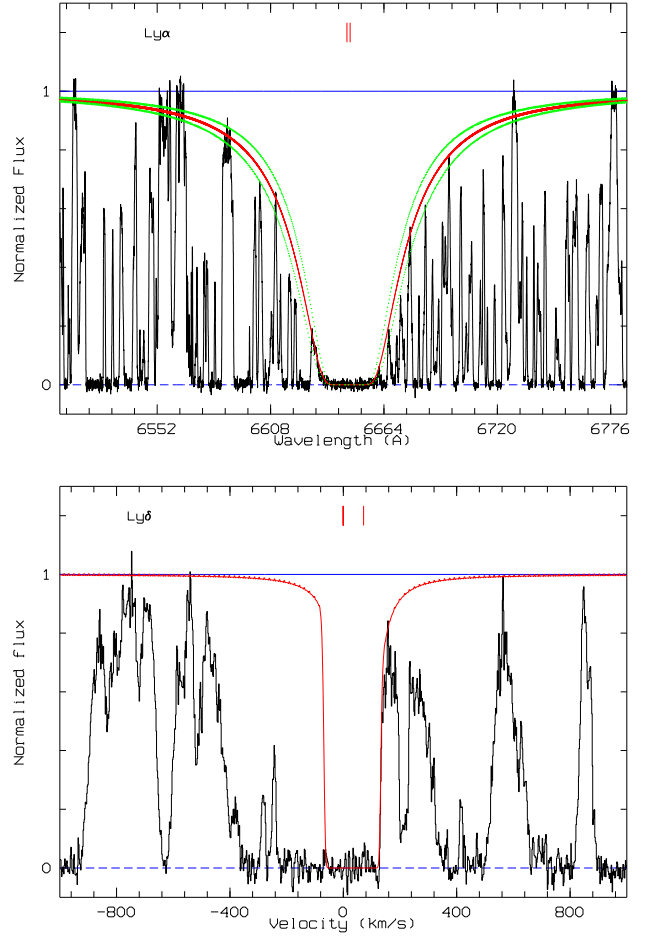 Lyα
1
0
Normalized flux
6552 6608 6664 6720 6776
Wavelength (A)
Lyδ
1
0
Normalized flux
-800 -400 0 400 800
Velocity (km/s)